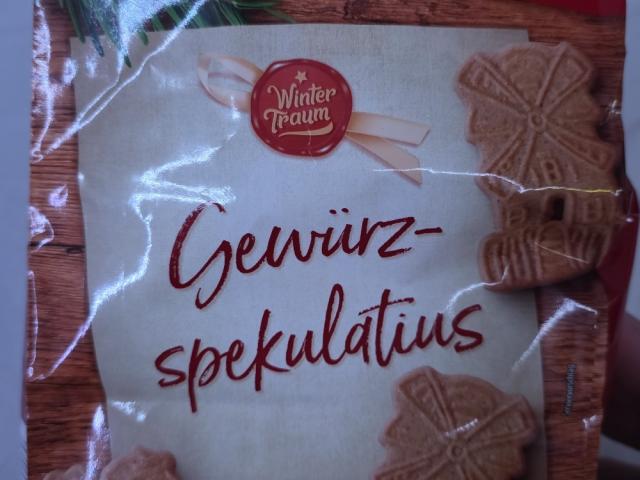 Winter
Traum
Gewürz-
spekulatius
B
B B